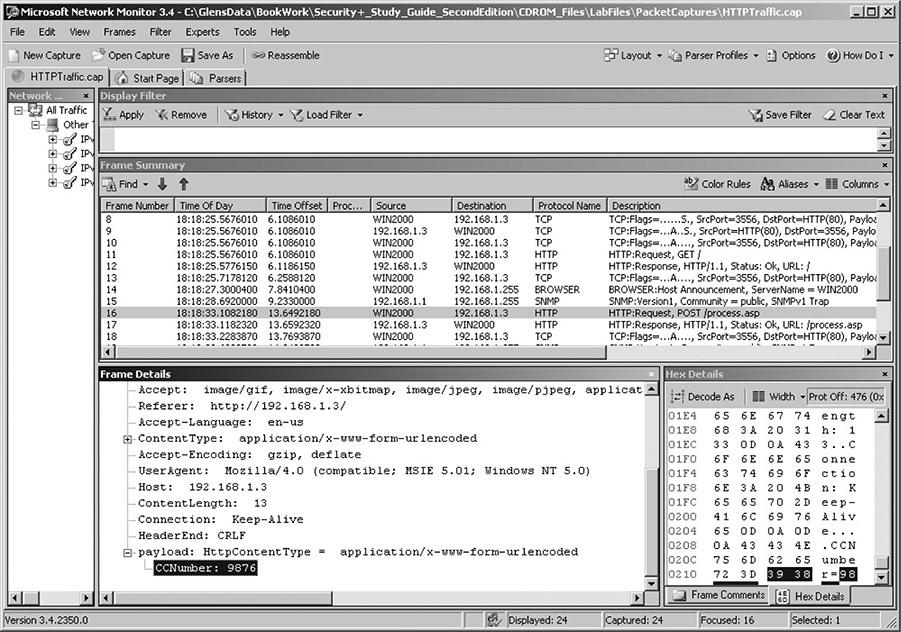 Microsoft Network Monitor 3.4 - C:\GlensData\BookWork\Security+_Study_Guide_SecondEdition\CDROM_Files\LabFiles\PacketCaptures\HTTPTraffic.cap
File Edit View Frames Filter Experts Tools Help
New Capture Open Capture Save As Reassemble Layout Parser Profiles Options How Do I
HTTPTraffic.cap Start Page Parsers
Network ... Display Filter
All Traffic
Other
Apply Remove History Load Filter Save Filter Clear Text
Frame Summary
Find Color Rules Aliases Columns
Frame Number Time Of Day Time Offset Proc... Source Destination Protocol Name Description
8 18:18:25.5676010 6.1086010 WIN2000 192.168.1.3 TCP TCP:Flags=......S., SrcPort=3556, DstPort=HTTP(80), Payloa
9 18:18:25.5676010 6.1086010 192.168.1.3 WIN2000 TCP TCP:Flags=...A..S., SrcPort=HTTP(80), DstPort=3556, Paylo
10 18:18:25.5676010 6.1086010 WIN2000 192.168.1.3 TCP TCP:Flags=...A...., SrcPort=3556, DstPort=HTTP(80), Payloa
11 18:18:25.5676010 6.1086010 WIN2000 192.168.1.3 HTTP HTTP:Request, GET /
12 18:18:25.5776150 6.1186150 192.168.1.3 WIN2000 HTTP HTTP:Response, HTTP/1.1, Status: Ok, URL: /
13 18:18:25.7178120 6.2588120 WIN2000 192.168.1.3 TCP TCP:Flags=...A...., SrcPort=3556, DstPort=HTTP(80), Payloa
14 18:18:27.3000400 7.8410400 WIN2000 192.168.1.255 BROWSER BROWSER:Host Announcement, ServerName = WIN2000
15 18:18:28.6920000 9.2330000 192.168.1.1 192.168.1.255 SNMP SNMP:Version1, Community = public, SNMPv1 Trap
16 18:18:33.1082180 13.6492180 WIN2000 192.168.1.3 HTTP HTTP:Request, POST /process.asp
17 18:18:33.1182320 13.6592320 192.168.1.3 WIN2000 HTTP HTTP:Response, HTTP/1.1, Status: Ok, URL: /process.asp
18 18:18:33.2283870 13.7693870 WIN2000 192.168.1.3 TCP TCP:Flags=...A...., SrcPort=3556, DstPort=HTTP(80), Payloa
Frame Details
Accept: image/gif, image/x-xbitmap, image/jpeg, image/pjpeg, applicat
Referer: http://192.168.1.3/
Accept-Language: en-us
ContentType: application/x-www-form-urlencoded
Accept-Encoding: gzip, deflate
UserAgent: Mozilla/4.0 (compatible; MSIE 5.01; Windows NT 5.0)
Host: 192.168.1.3
ContentLength: 13
Connection: Keep-Alive
HeaderEnd: CRLF
payload: HttpContentType = application/x-www-form-urlencoded
CCNumber: 9876
Hex Details
Decode As Width Prot Off: 476 (0x
01E4 65 6E 67 74 engt
01E8 68 3A 20 31 h: 1
01EC 33 0D 0A 43 3..C
01F0 6F 6E 6E 65 onne
01F4 63 74 69 6F ctio
01F8 6E 3A 20 4B n: K
01FC 65 65 70 2D eep-
0200 41 6C 69 76 Aliv
0204 65 0D 0A 0D e...
0208 0A 43 43 4E .CCN
020C 75 6D 62 65 umbe
0210 72 3D 39 38 r=98
Frame Comments Hex Details
Version 3.4.2350.0 Displayed: 24 Captured: 24 Focused: 16 Selected: 1